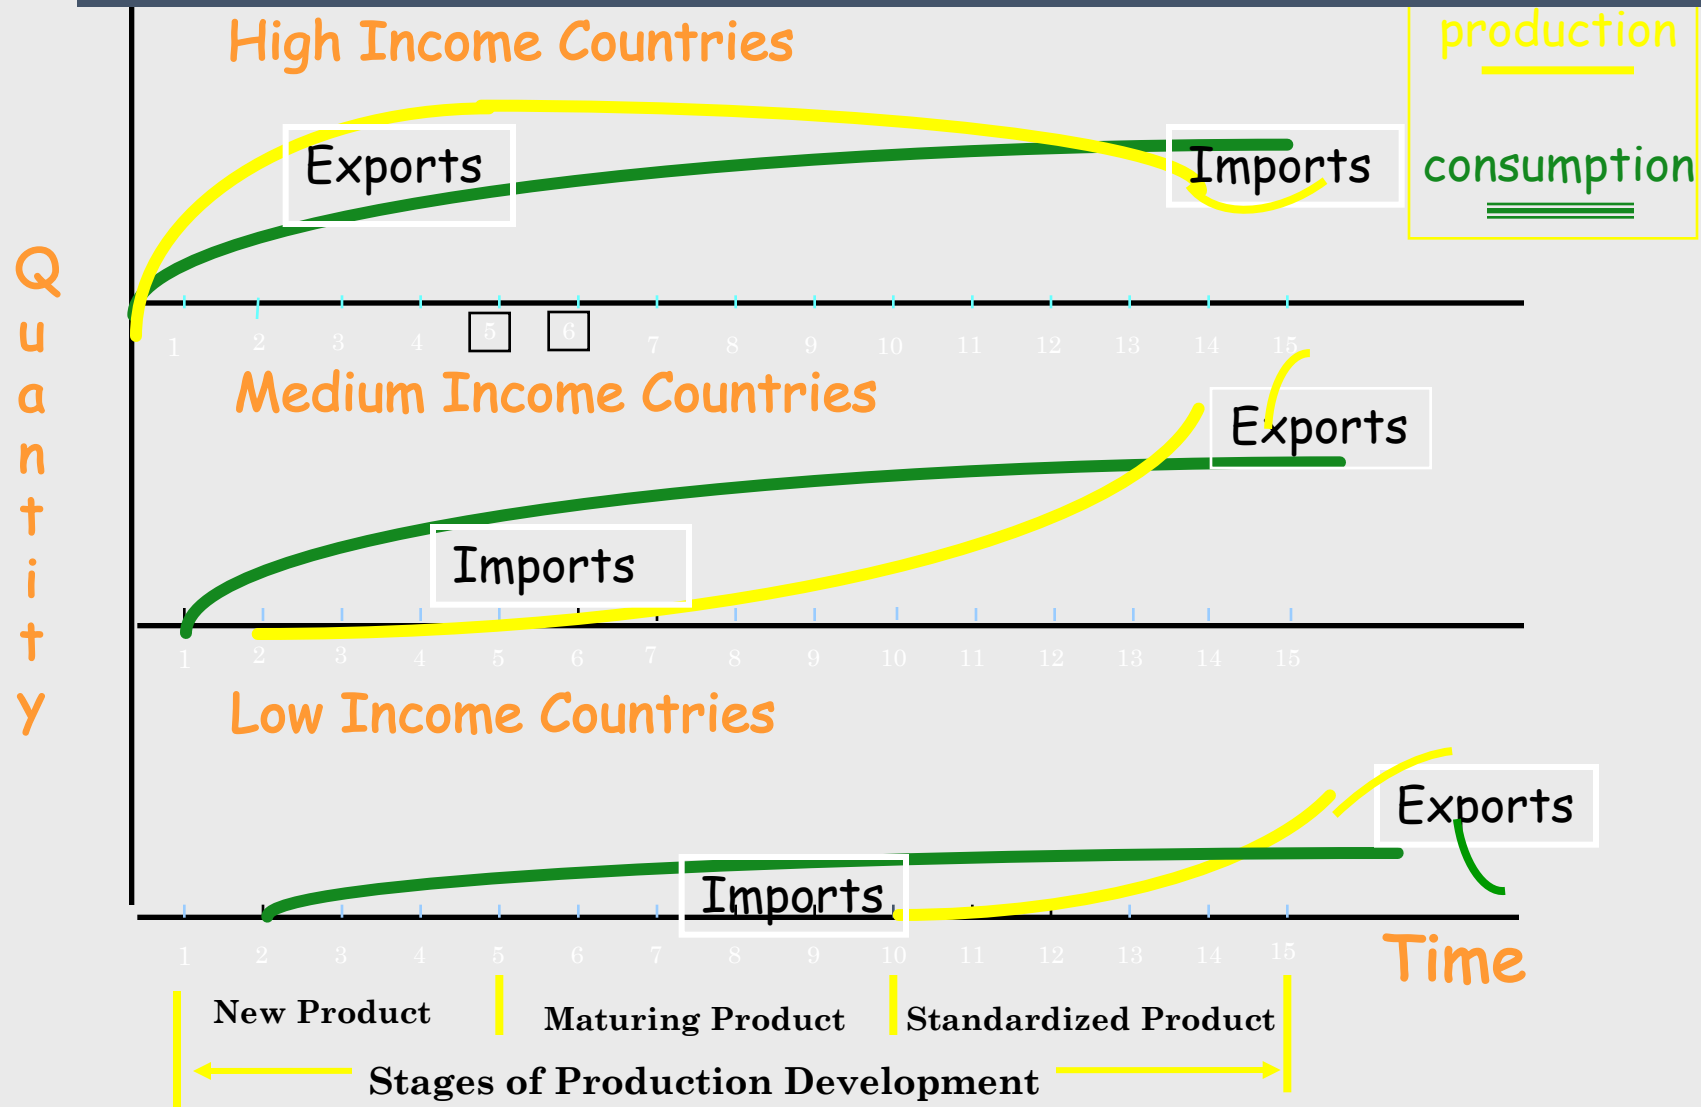 High Income Countries
production
Exports
Imports
consumption
Quantity
1 2 3 4 5 6 7 8 9 10 11 12 13 14 15
Medium Income Countries
Exports
Imports
1 2 3 4 5 6 7 8 9 10 11 12 13 14 15
Low Income Countries
Exports
Imports
1 2 3 4 5 6 7 8 9 10 11 12 13 14 15
Time
New Product
Maturing Product
Standardized Product
Stages of Production Development